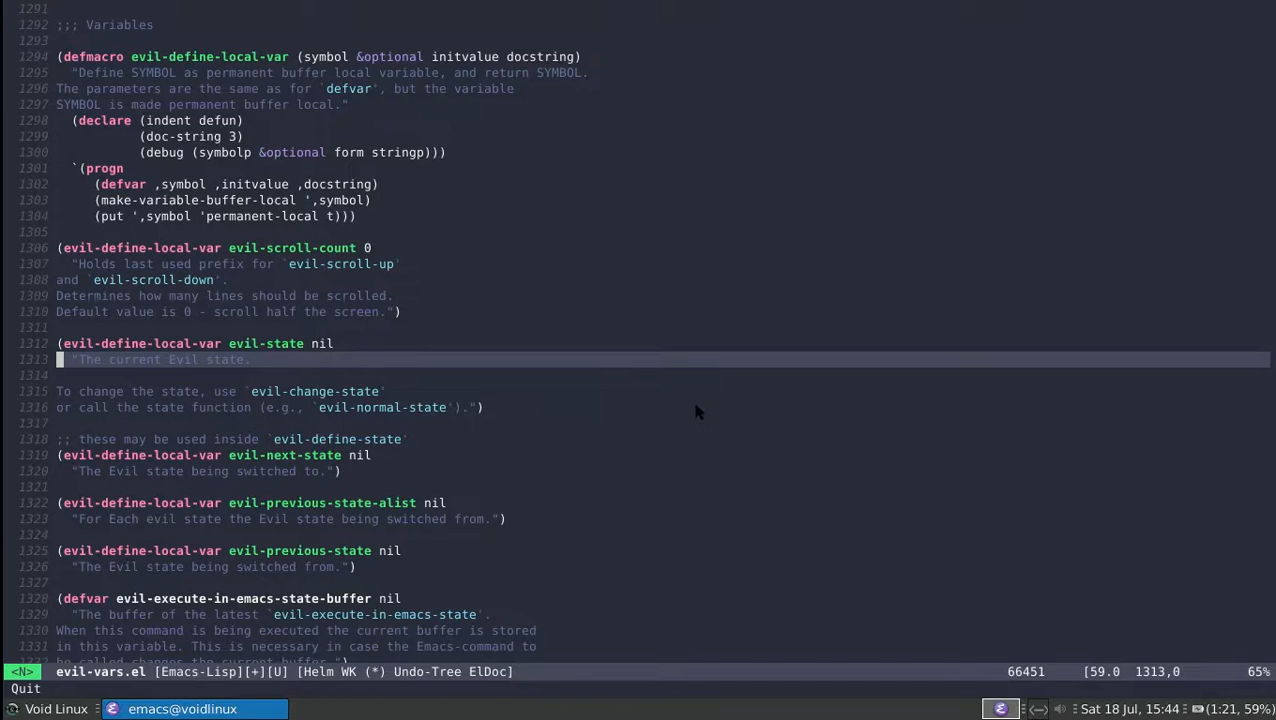 1291
1292 ;;; Variables
1293
1294 (defmacro evil-define-local-var (symbol &optional initvalue docstring)
1295   "Define SYMBOL as permanent buffer local variable, and return SYMBOL.
1296 The parameters are the same as for `defvar', but the variable
1297 SYMBOL is made permanent buffer local."
1298   (declare (indent defun)
1299            (doc-string 3)
1300            (debug (symbolp &optional form stringp)))
1301   `(progn
1302      (defvar ,symbol ,initvalue ,docstring)
1303      (make-variable-buffer-local ',symbol)
1304      (put ',symbol 'permanent-local t)))
1305
1306 (evil-define-local-var evil-scroll-count 0
1307   "Holds last used prefix for `evil-scroll-up'
1308 and `evil-scroll-down'.
1309 Determines how many lines should be scrolled.
1310 Default value is 0 - scroll half the screen.")
1311
1312 (evil-define-local-var evil-state nil
1313   "The current Evil state.
1314
1315 To change the state, use `evil-change-state'
1316 or call the state function (e.g., `evil-normal-state').")
1317
1318 ;; these may be used inside `evil-define-state'
1319 (evil-define-local-var evil-next-state nil
1320   "The Evil state being switched to.")
1321
1322 (evil-define-local-var evil-previous-state-alist nil
1323   "For Each evil state the Evil state being switched from.")
1324
1325 (evil-define-local-var evil-previous-state nil
1326   "The Evil state being switched from.")
1327
1328 (defvar evil-execute-in-emacs-state-buffer nil
1329   "The buffer of the latest `evil-execute-in-emacs-state'.
1330 When this command is being executed the current buffer is stored
1331 in this variable. This is necessary in case the Emacs-command to
1332 be called changes the current buffer.")
<N> evil-vars.el [Emacs-Lisp][+][U] [Helm WK (*) Undo-Tree ElDoc] 66451 [59.0 1313,0 65%
Quit
Void Linux emacs@voidlinux Sat 18 Jul, 15:44 (1:21, 59%)